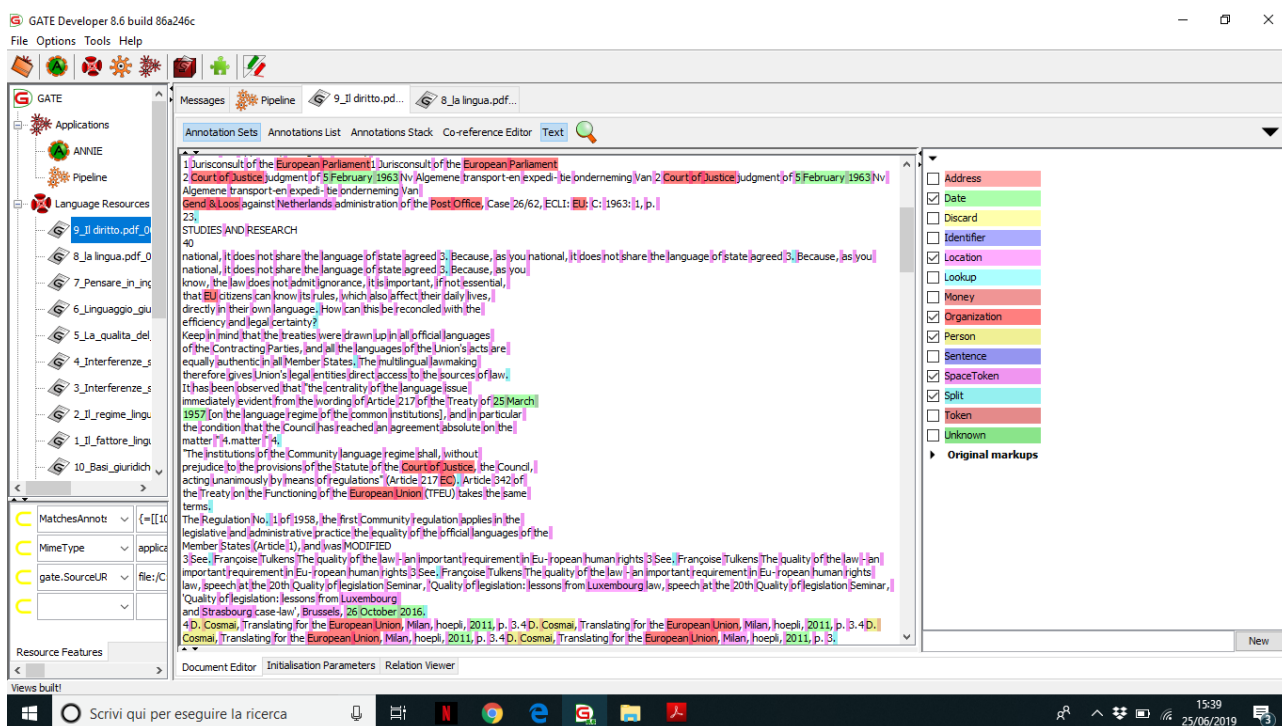 GATE Developer 8.6 build 86a246c
File Options Tools Help
GATE
Applications
ANNIE
Pipeline
Language Resources
9_Il diritto.pdf_0
8_la lingua.pdf_0
7_Pensare_in_ing
6_Linguaggio_giu
5_La_qualita_del
4_Interferenze_s
3_Interferenze_s
2_Il_regime_lingu
1_Il_fattore_lingu
10_Basi_giuridich
MatchesAnnot
{=[[10
MimeType
applica
gate.SourceUR
file:/C
Resource Features
Messages Pipeline 9_Il diritto.pd... 8_la lingua.pdf...
Annotation Sets Annotations List Annotations Stack Co-reference Editor Text
1 Jurisconsult of the European Parliament1 Jurisconsult of the European Parliament
2 Court of Justice judgment of 5 February 1963 Nv Algemene transport-en expedi- tie onderneming Van 2 Court of Justice judgment of 5 February 1963 Nv
Algemene transport-en expedi- tie onderneming Van
Gend & Loos against Netherlands administration of the Post Office, Case 26/62, ECLI: EU: C: 1963: 1, p.
23.
STUDIES AND RESEARCH
40
national, it does not share the language of state agreed 3. Because, as you national, it does not share the language of state agreed 3. Because, as you
national, it does not share the language of state agreed 3. Because, as you
know, the law does not admit ignorance, it is important, if not essential,
that EU citizens can know its rules, which also affect their daily lives,
directly in their own language. How can this be reconciled with the
efficiency and legal certainty?
Keep in mind that the treaties were drawn up in all official languages
of the Contracting Parties, and all the languages of the Union's acts are
equally authentic in all Member States. The multilingual lawmaking
therefore gives Union's legal entities direct access to the sources of law.
It has been observed that "the centrality of the language issue
immediately evident from the wording of Article 217 of the Treaty of 25 March
1957 [on the language regime of the common institutions], and in particular
the condition that the Council has reached an agreement absolute on the
matter " 4.matter " 4.
"The institutions of the Community language regime shall, without
prejudice to the provisions of the Statute of the Court of Justice, the Council,
acting unanimously by means of regulations" (Article 217 EC). Article 342 of
the Treaty on the Functioning of the European Union (TFEU) takes the same
terms.
The Regulation No. 1 of 1958, the first Community regulation applies in the
legislative and administrative practice the equality of the official languages of the
Member States (Article 1), and was MODIFIED
3 See. Françoise Tulkens The quality of the law - an important requirement in Eu- ropean human rights 3 See. Françoise Tulkens The quality of the law - an
important requirement in Eu- ropean human rights 3 See. Françoise Tulkens The quality of the law - an important requirement in Eu- ropean human rights
law, speech at the 20th Quality of legislation Seminar, 'Quality of legislation: lessons from Luxembourg law, speech at the 20th Quality of legislation Seminar,
'Quality of legislation: lessons from Luxembourg
and Strasbourg case-law', Brussels, 26 October 2016.
4 D. Cosmai, Translating for the European Union, Milan, hoepli, 2011, p. 3.4 D. Cosmai, Translating for the European Union, Milan, hoepli, 2011, p. 3.4 D.
Cosmai, Translating for the European Union, Milan, hoepli, 2011, p. 3.4 D. Cosmai, Translating for the European Union, Milan, hoepli, 2011, p. 3.
Address
Date
Discard
Identifier
Location
Lookup
Money
Organization
Person
Sentence
SpaceToken
Split
Token
Unknown
Original markups
New
Document Editor Initialisation Parameters Relation Viewer
Views built!
Scrivi qui per eseguire la ricerca
15:39
25/06/2019